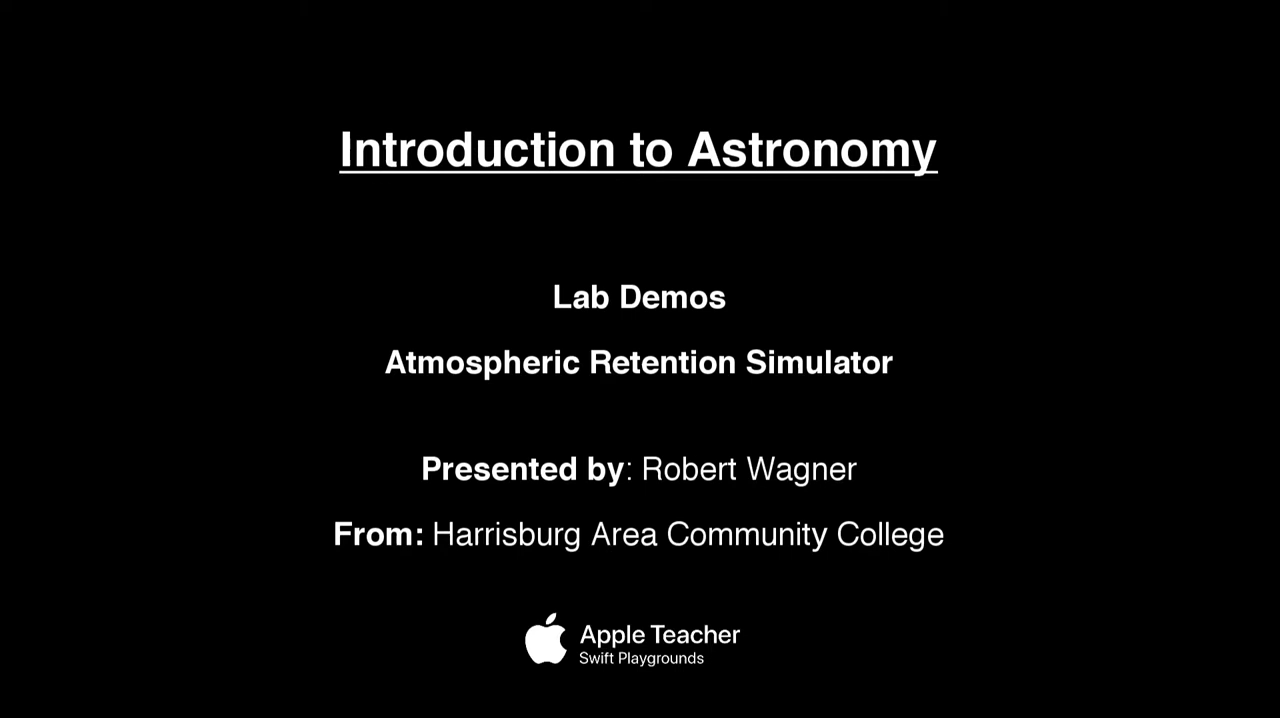 Introduction to Astronomy
Lab Demos
Atmospheric Retention Simulator
Presented by: Robert Wagner
From: Harrisburg Area Community College
Apple Teacher
Swift Playgrounds